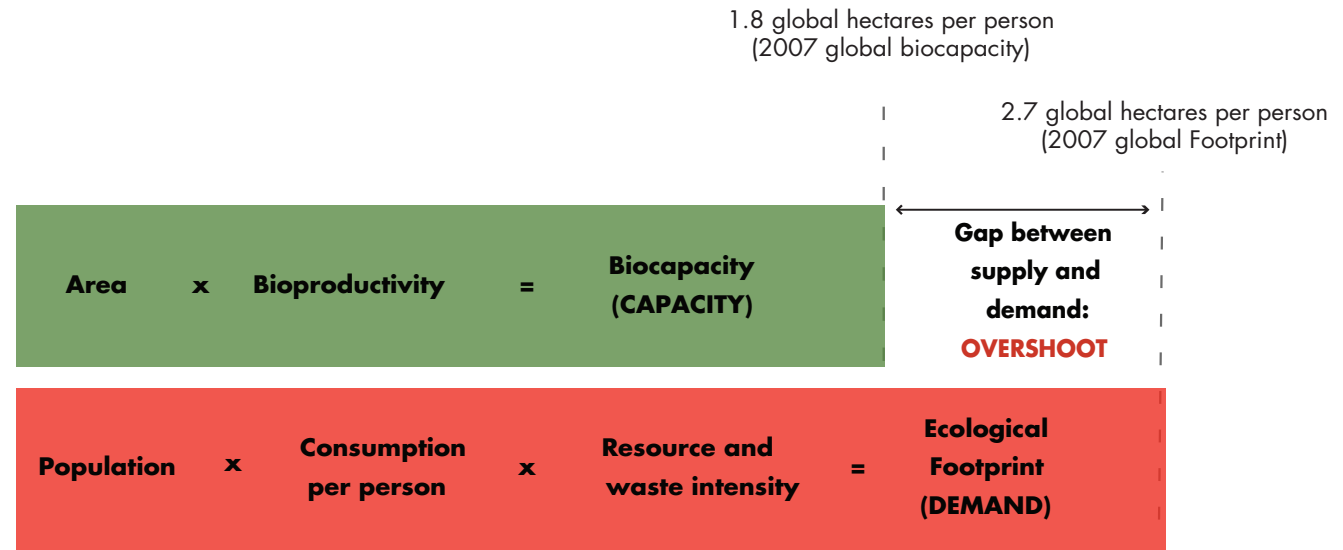 1.8 global hectares per person
(2007 global biocapacity)
2.7 global hectares per person
(2007 global Footprint)
Area x Bioproductivity = Biocapacity
(CAPACITY)
Gap between
supply and
demand:
OVERSHOOT
Population x Consumption
per person x Resource and
waste intensity = Ecological
Footprint
(DEMAND)